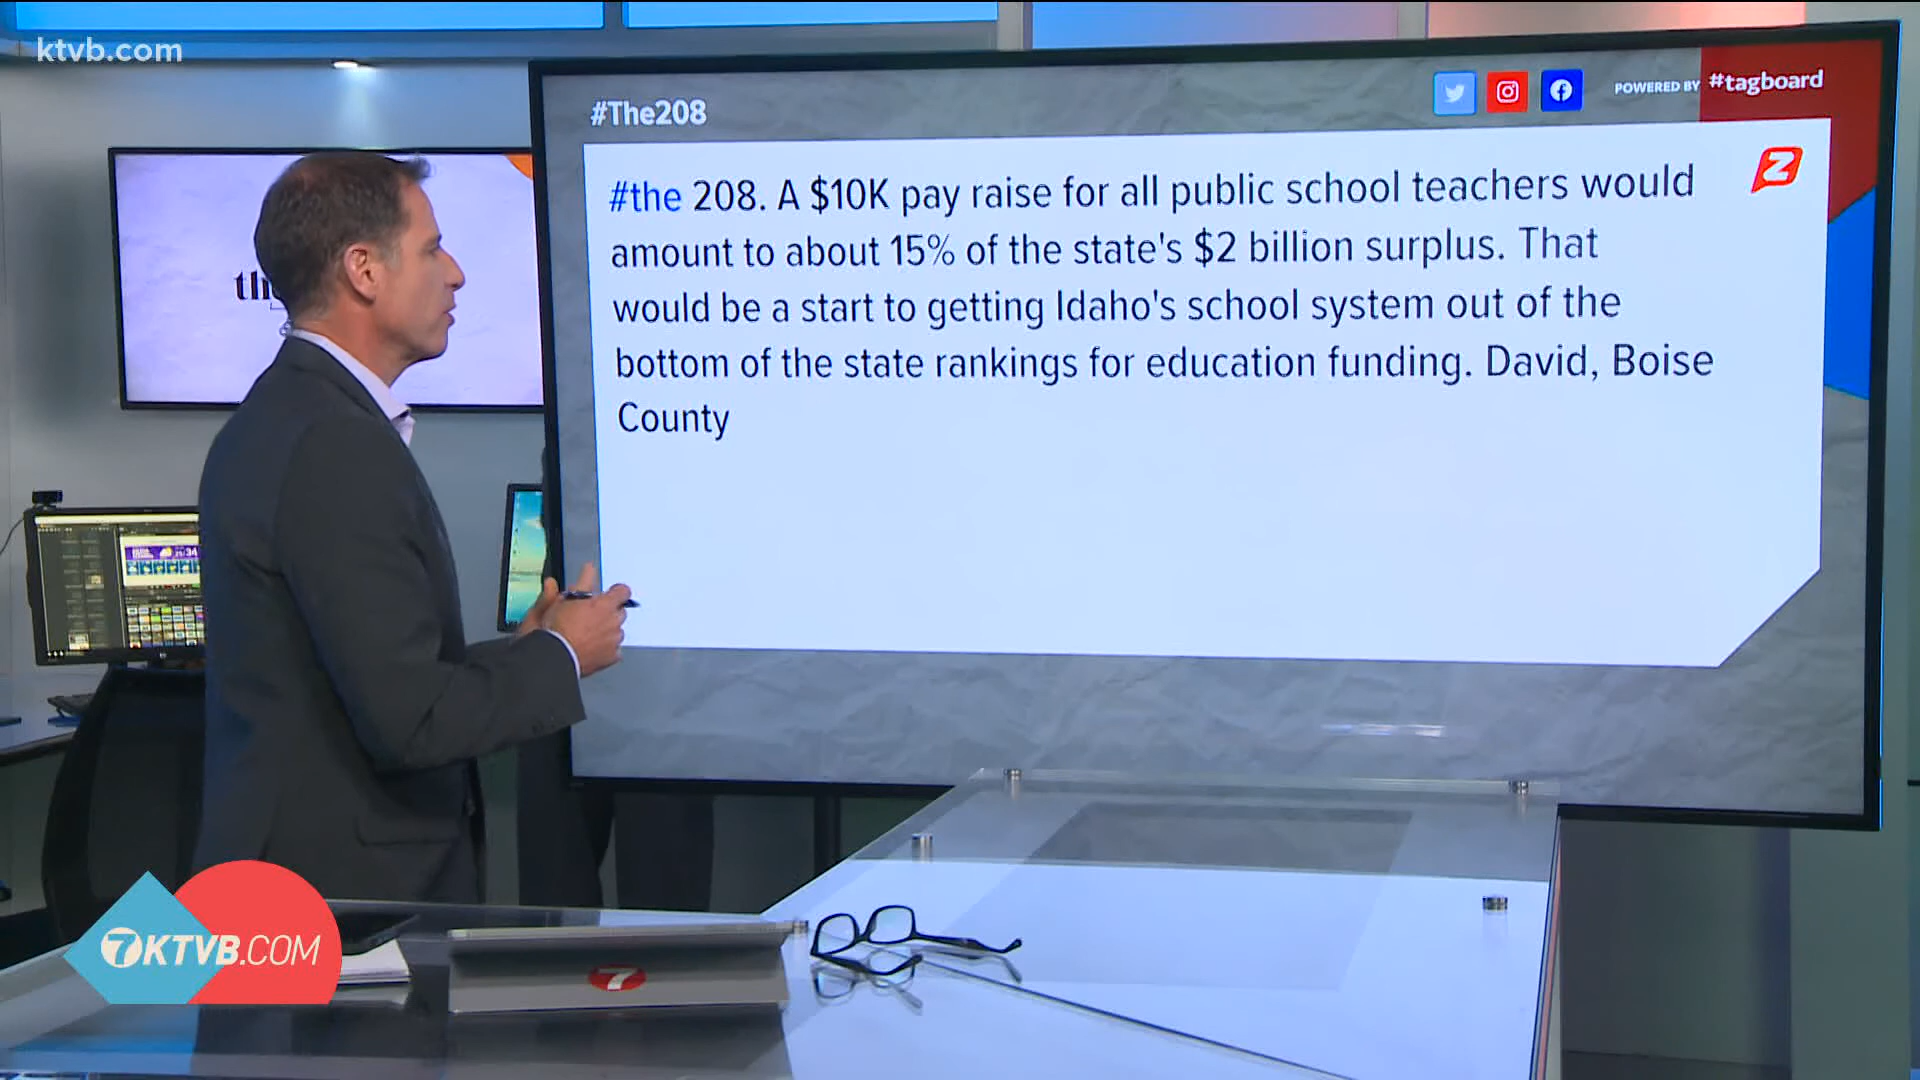 ktvb.com
#The208
POWERED BY #tagboard
#the 208. A $10K pay raise for all public school teachers would
amount to about 15% of the state's $2 billion surplus. That
would be a start to getting Idaho's school system out of the
bottom of the state rankings for education funding. David, Boise
County
7KTVB.COM
7